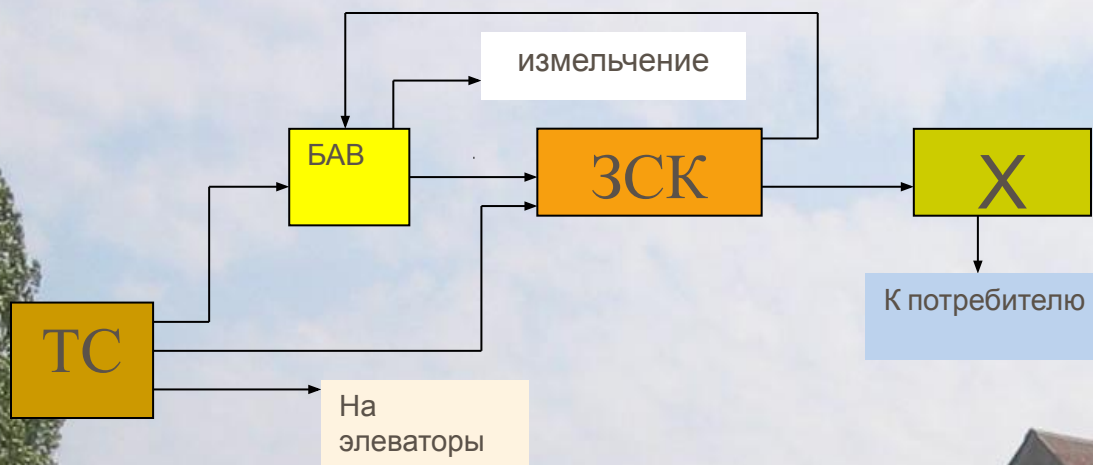 измельчение
БАВ
ЗСК
Х
К потребителю
ТС
На
элеваторы